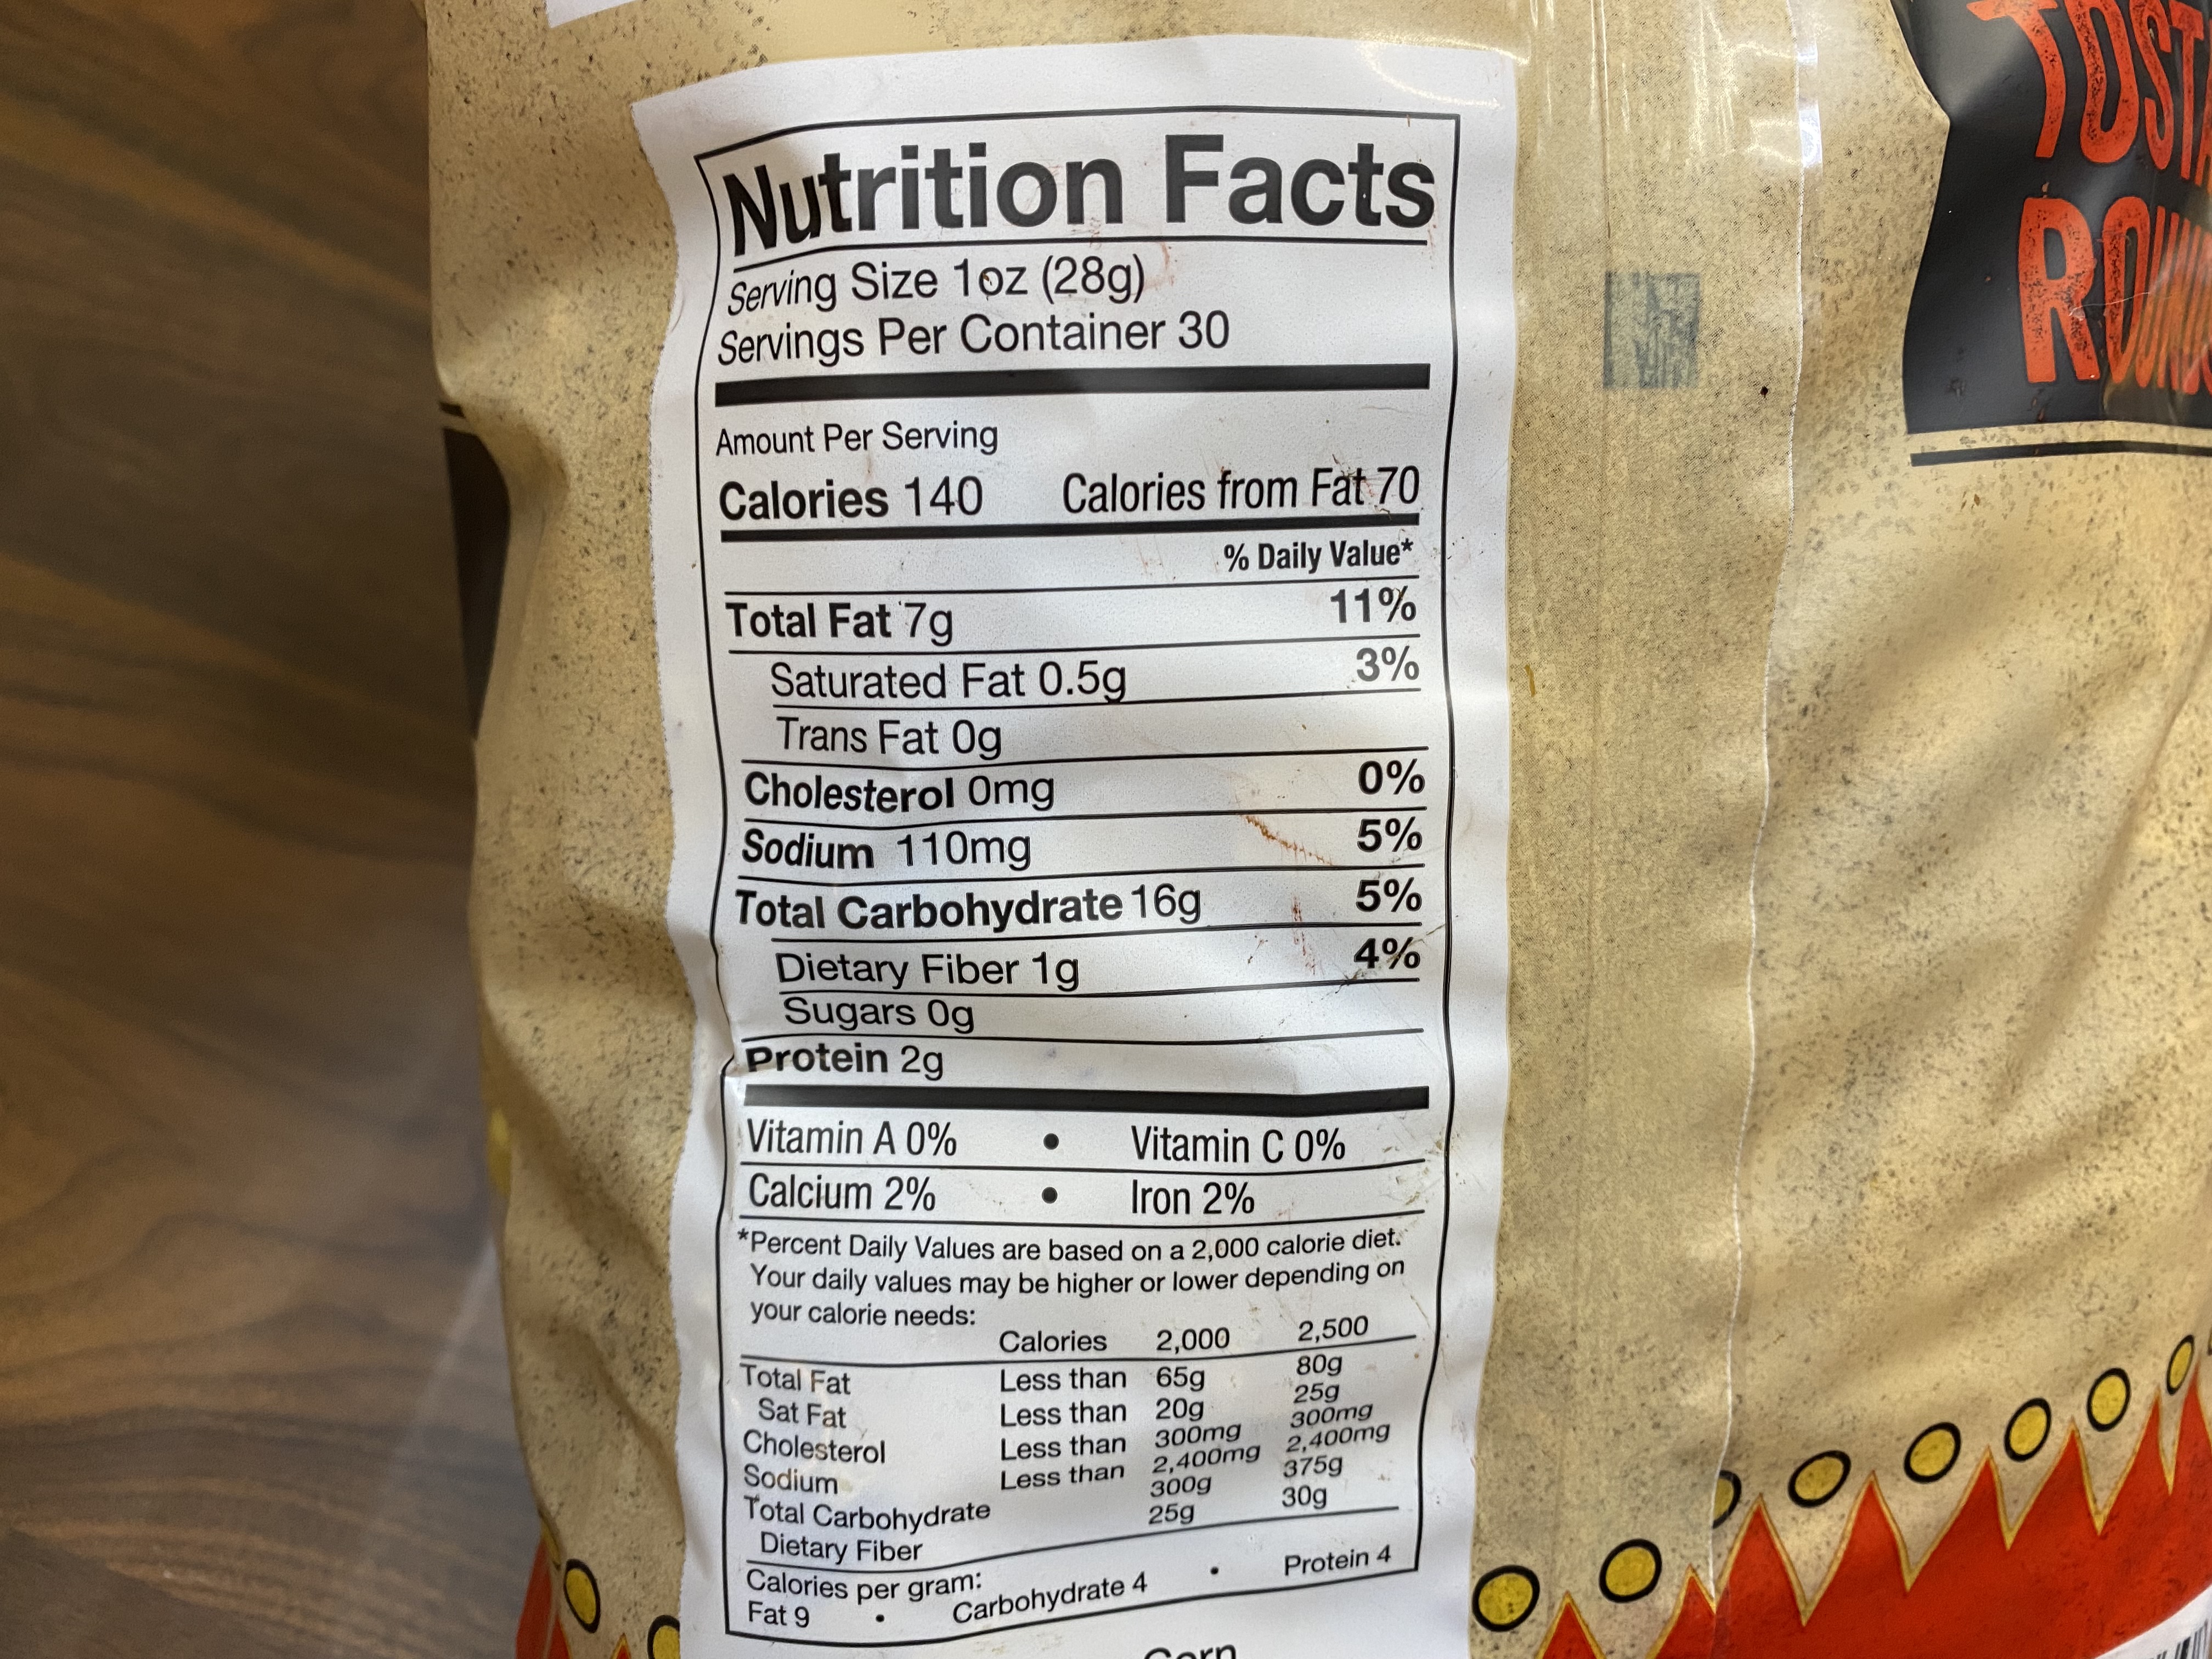 Nutrition Facts
Serving Size 1oz (28g)
Servings Per Container 30
Amount Per Serving
Calories 140 Calories from Fat 70
% Daily Value*
Total Fat 7g 11%
Saturated Fat 0.5g 3%
Trans Fat 0g
Cholesterol 0mg 0%
Sodium 110mg 5%
Total Carbohydrate 16g 5%
Dietary Fiber 1g 4%
Sugars 0g
Protein 2g
Vitamin A 0% • Vitamin C 0%
Calcium 2% • Iron 2%
*Percent Daily Values are based on a 2,000 calorie diet.
Your daily values may be higher or lower depending on
your calorie needs:
Calories 2,000 2,500
Total Fat Less than 65g 80g
Sat Fat Less than 20g 25g
Cholesterol Less than 300mg 300mg
Sodium Less than 2,400mg 2,400mg
Total Carbohydrate 300g 375g
Dietary Fiber 25g 30g
Calories per gram:
Fat 9 • Carbohydrate 4 • Protein 4
Corn